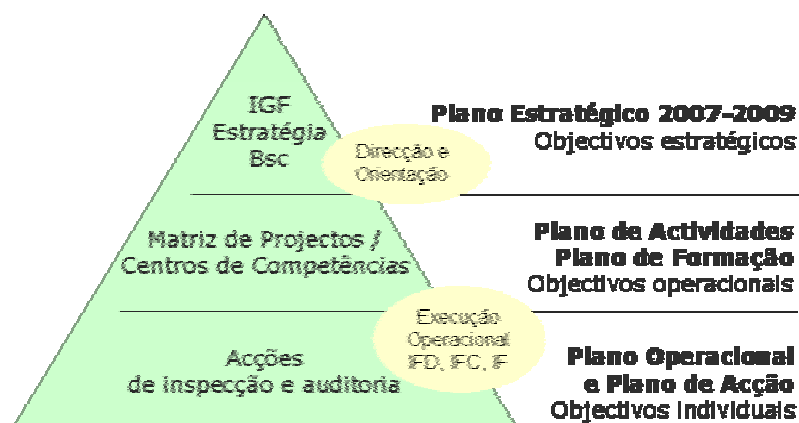 IGF
Estratégia
Bsc
Direcção e
Orientação
Plano Estratégico 2007-2009
Objectivos estratégicos
Matriz de Projectos /
Centros de Competências
Plano de Actividades
Plano de Formação
Objectivos operacionais
Execução
Operacional
IFD, IFC, IF
Acções
de inspecção e auditoria
Plano Operacional
e Plano de Acção
Objectivos individuais